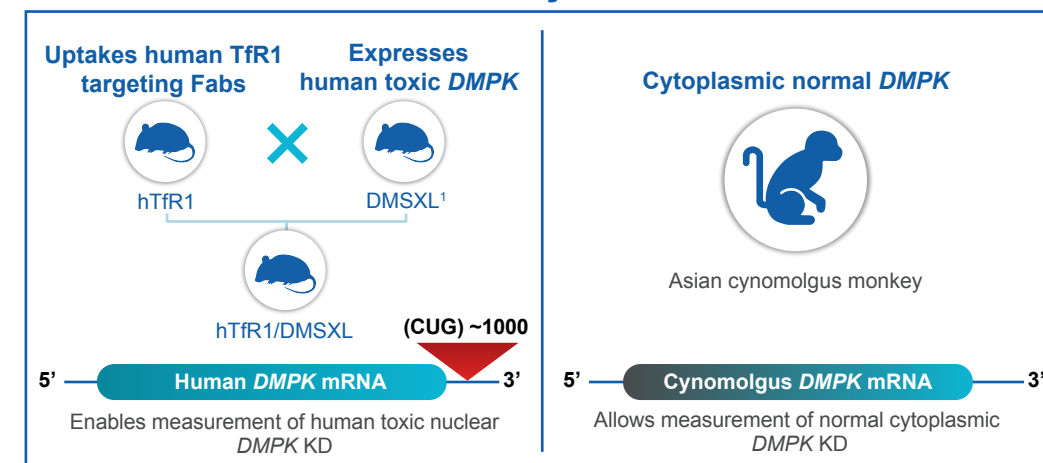 Uptakes human TfR1
targeting Fabs
Expresses
human toxic DMPK
hTfR1
DMSXL¹
hTfR1/DMSXL
(CUG) ~1000
5’
Human DMPK mRNA
3’
Enables measurement of human toxic nuclear
DMPK KD
Cytoplasmic normal DMPK
Asian cynomolgus monkey
5’
Cynomolgus DMPK mRNA
3’
Allows measurement of normal cytoplasmic
DMPK KD